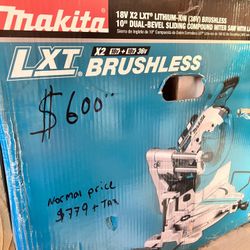 makita
18V X2 LXT® LITHIUM-ION (36V) BRUSHLESS
10" DUAL-BEVEL SLIDING COMPOUND MITER SAW WITH LA
LXT® X2 18V+18V 36V
BRUSHLESS
$600
Normal price
$779 + TAX